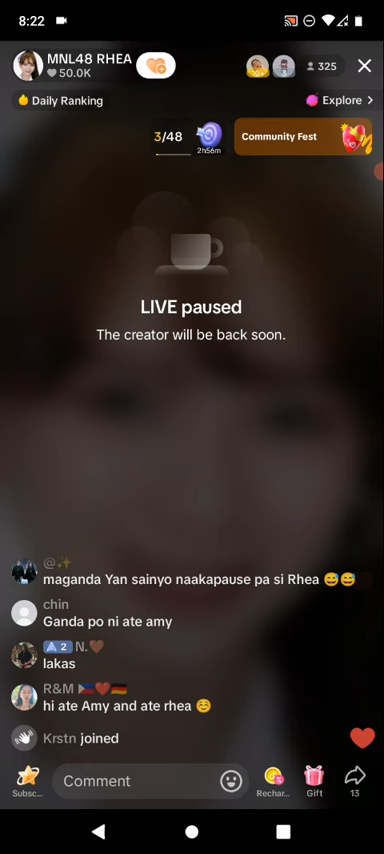 8:22
MNL48 RHEA
50.0K
325
Daily Ranking
Explore
3/48
2h56m
Community Fest
LIVE paused
The creator will be back soon.
@✨
maganda Yan sainyo naakapause pa si Rhea 😅😅
chin
Ganda po ni ate amy
2 N.🤎
lakas
R&M 🇵🇭❤️🇩🇪
hi ate Amy and ate rhea ☺️
Krstn joined
Comment
Subsc...
Rechar...
Gift
13